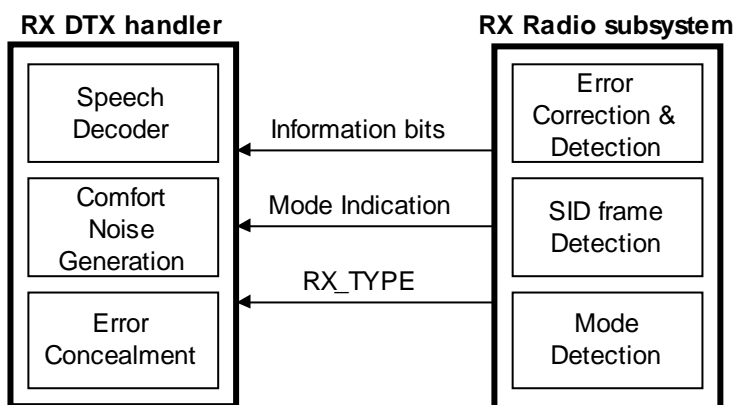 RX DTX handler
RX Radio subsystem
Speech
Decoder
Comfort
Noise
Generation
Error
Concealment
Information bits
Mode Indication
RX_TYPE
Error
Correction &
Detection
SID frame
Detection
Mode
Detection